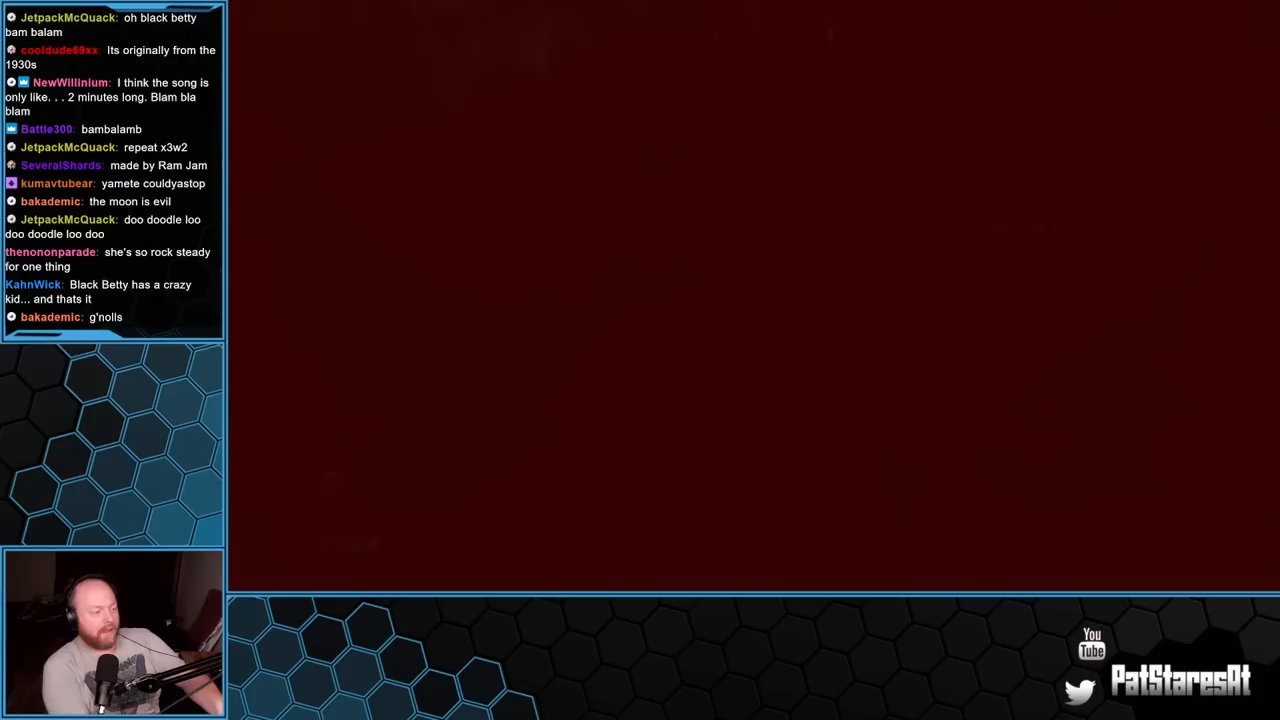 JetpackMcQuack: oh black betty
bam balam
cooldude69xx: Its originally from the
1930s
NewWillinium: I think the song is
only like. . . 2 minutes long. Blam bla
blam
Battle300: bambalamb
JetpackMcQuack: repeat x3w2
SeveralShards: made by Ram Jam
kumavtubear: yamete couldyastop
bakademic: the moon is evil
JetpackMcQuack: doo doodle loo
doo doodle loo doo
thenononparade: she's so rock steady
for one thing
KahnWick: Black Betty has a crazy
kid... and thats it
bakademic: g'nolls
You
Tube
PatStaresAt